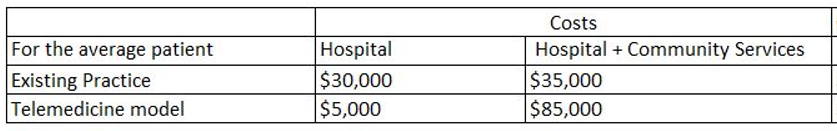 Costs
For the average patient Hospital Hospital + Community Services
Existing Practice $30,000 $35,000
Telemedicine model $5,000 $85,000